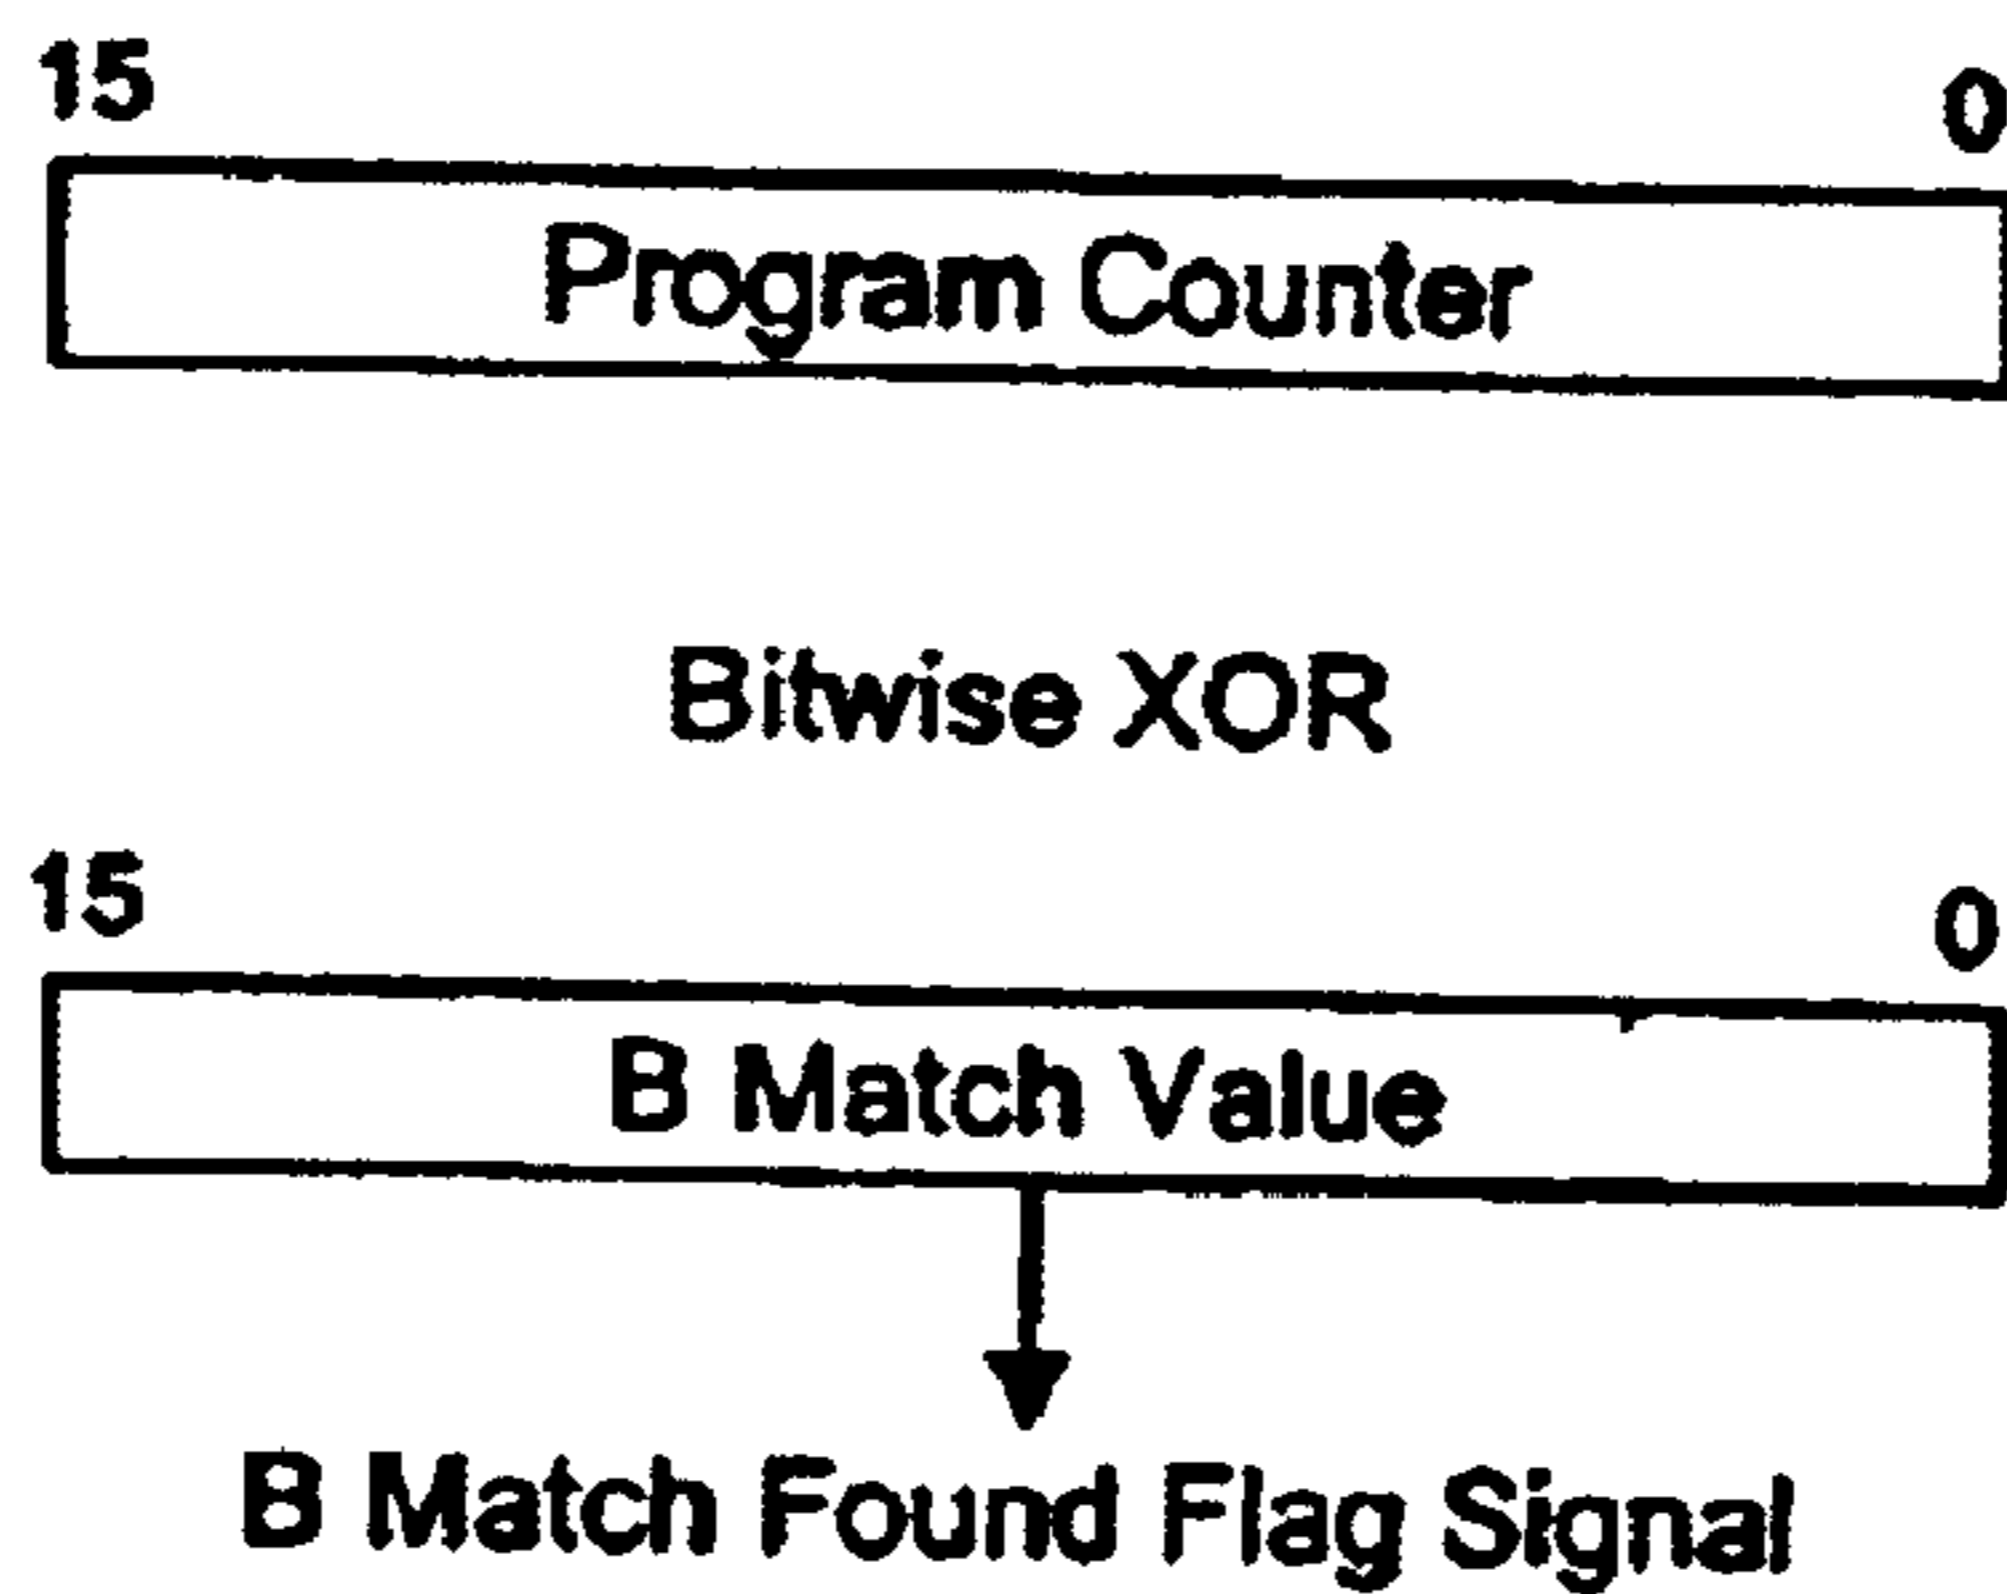 15 0
Program Counter
Bitwise XOR
15 0
B Match Value
B Match Found Flag Signal